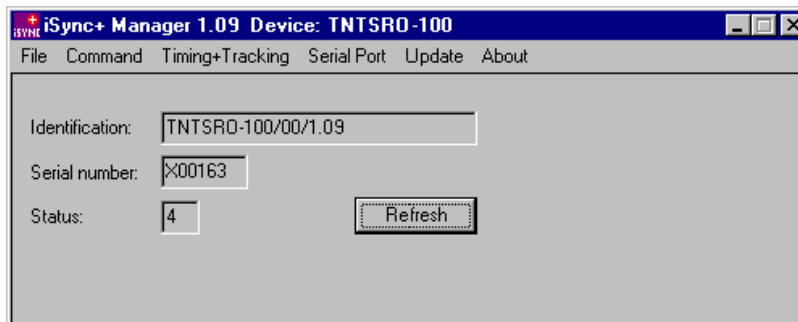 iSYNC iSync+ Manager 1.09 Device: TNTSRO-100
File Command Timing+Tracking Serial Port Update About
Identification: TNTSRO-100/00/1.09
Serial number: X00163
Status: 4 Refresh